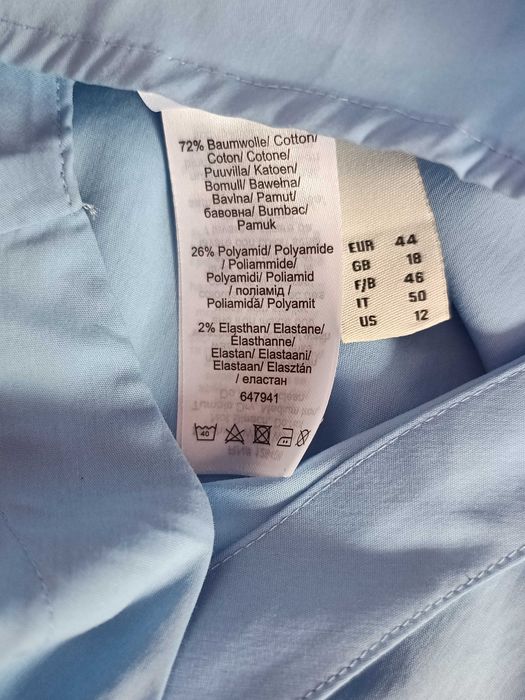 72% Baumwolle/ Cotton/
Coton/ Cotone/
Puuvilla/ Katoen/
Bomull/ Bawełna/
Bavlna/ Pamut/
бавовна/ Bumbac/
Pamuk
26% Polyamid/ Polyamide
/ Poliammide/
Polyamidi/ Poliamid
/ поліамід /
Poliamidă/ Polyamit
2% Elasthan/ Elastane/
Élasthanne/
Elastan/ Elastaani/
Elastaan/ Elasztán/
/ еластан
647941
40
EUR 44
GB 18
F/B 46
IT 50
US 12